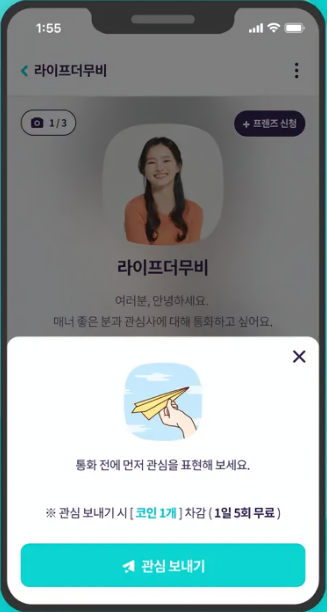 1:55
라이프더무비
1/3
+ 프렌즈 신청
라이프더무비
여러분, 안녕하세요.
매너 좋은 분과 관심사에 대해 통화하고 싶어요.
통화 전에 먼저 관심을 표현해 보세요.
※ 관심 보내기 시 [ 코인 1개 ] 차감 ( 1일 5회 무료 )
관심 보내기